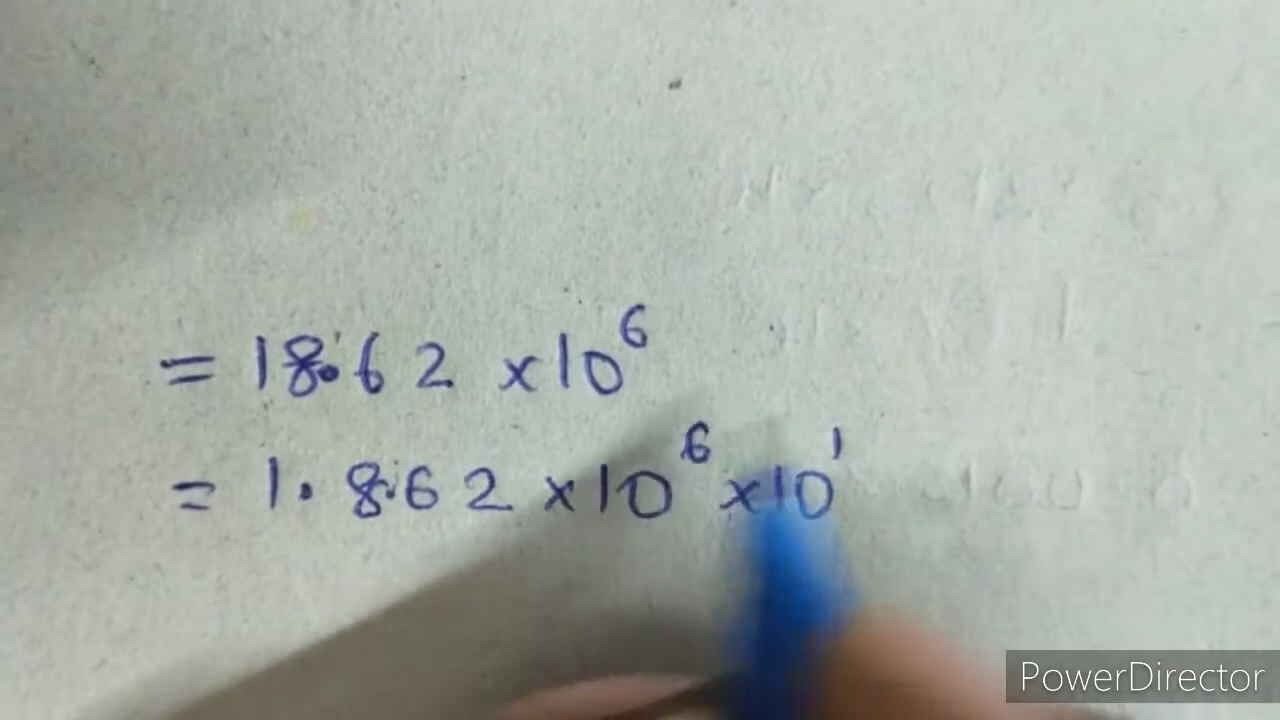 = 18.62 ×10⁶
= 1.862 ×10⁶ ×10¹
PowerDirector